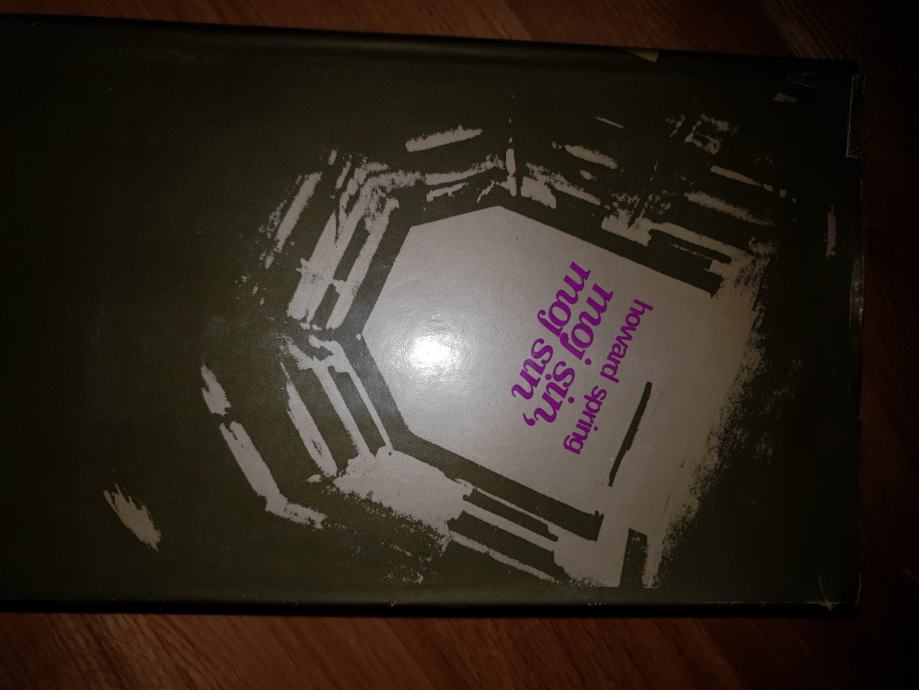 howard spring
moj sin,
moj sin